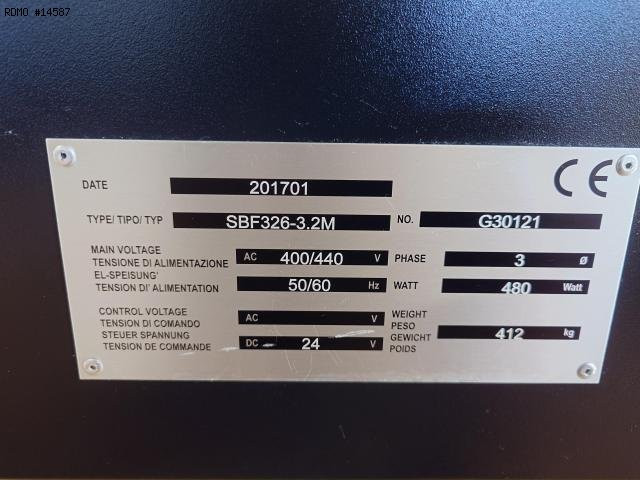 RDMO #14587
DATE 201701 CE
TYPE/ TIPO/ TYP SBF326-3.2M NO. G30121
MAIN VOLTAGE
TENSIONE DI ALIMENTAZIONE AC 400/440 V PHASE 3 Ø
EL-SPEISUNG'
TENSION DI' ALIMENTATION 50/60 Hz WATT 480 Watt
CONTROL VOLTAGE AC V WEIGHT
TENSION DI COMANDO PESO
STEUER SPANNUNG GEWICHT 412 kg
TENSION DE COMMANDE DC 24 V POIDS